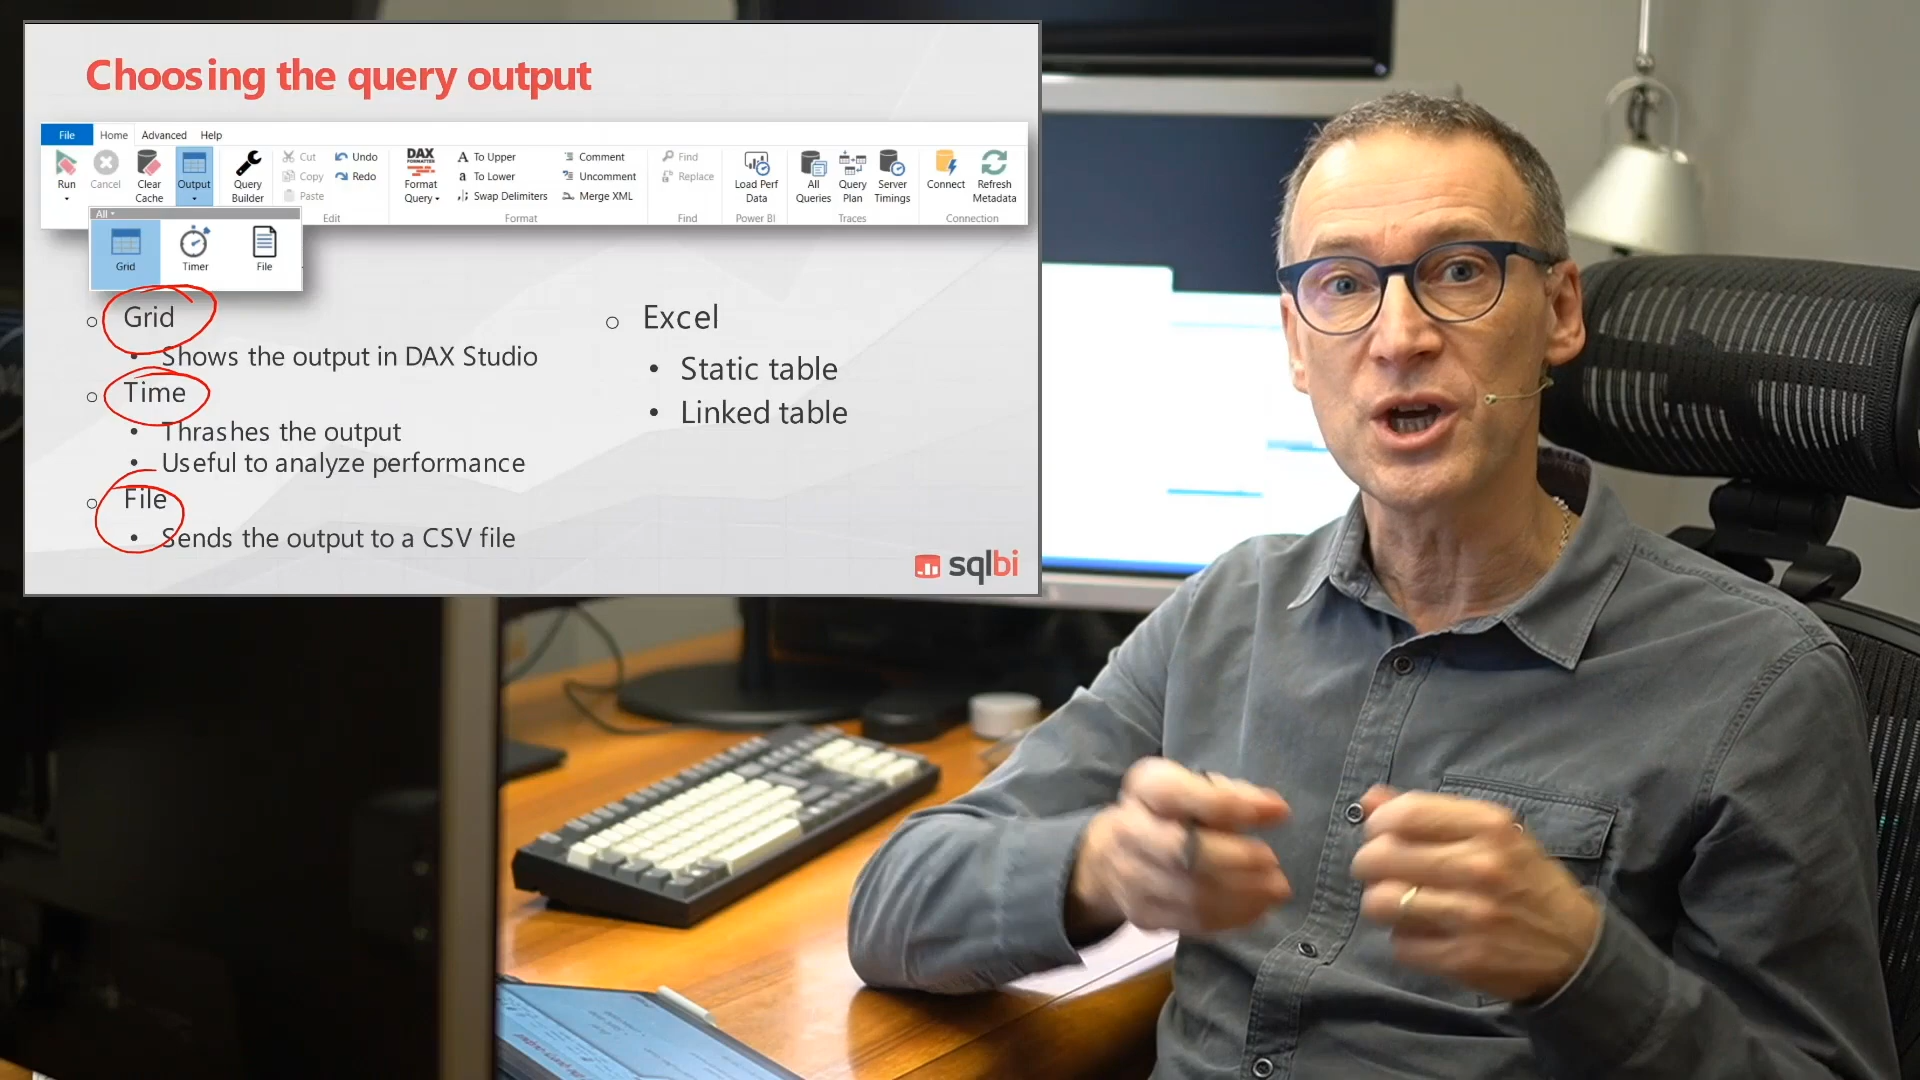 Choosing the query output
File Home Advanced Help
Run Cancel Clear Cache Output Query Builder
Cut Copy Paste Undo Redo Edit
DAX FORMATTER Format Query
To Upper To Lower Swap Delimiters
Comment Uncomment Merge XML Format
Find Replace Find
Load Perf Data Power BI
All Queries Query Plan Server Timings Traces
Connect Refresh Metadata Connection
All
Grid Timer File
Grid
Shows the output in DAX Studio
Time
Thrashes the output
Useful to analyze performance
File
Sends the output to a CSV file
Excel
Static table
Linked table
sqlbi